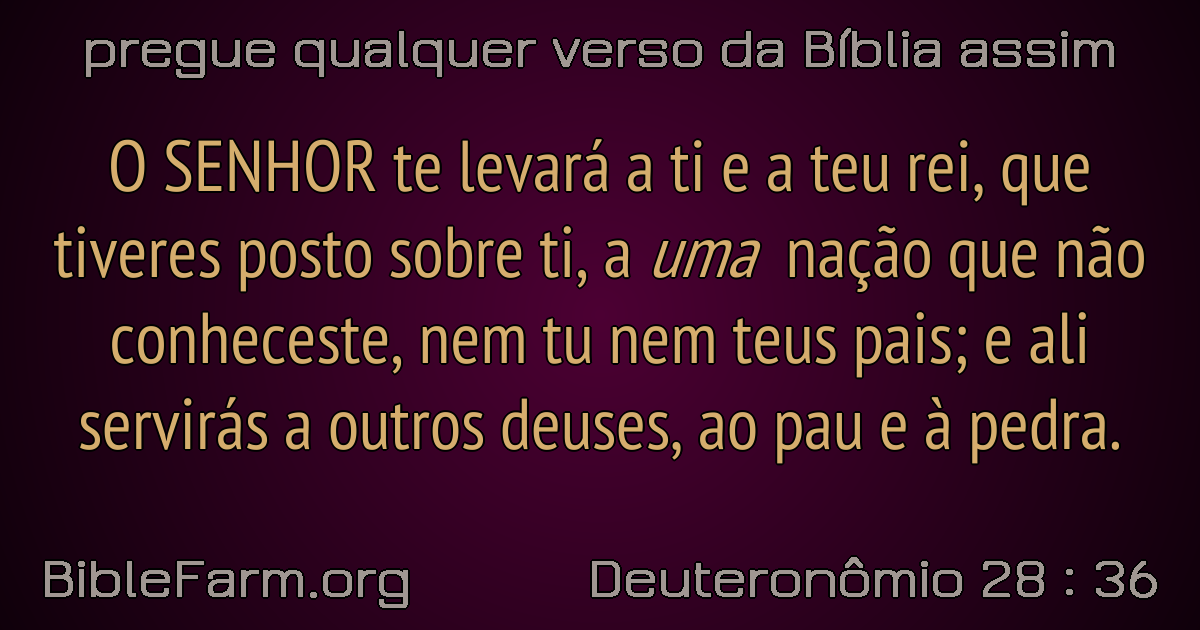 pregue qualquer verso da Bíblia assim
O SENHOR te levará a ti e a teu rei, que
tiveres posto sobre ti, a uma nação que não
conheceste, nem tu nem teus pais; e ali
servirás a outros deuses, ao pau e à pedra.
BibleFarm.org
Deuteronômio 28 : 36